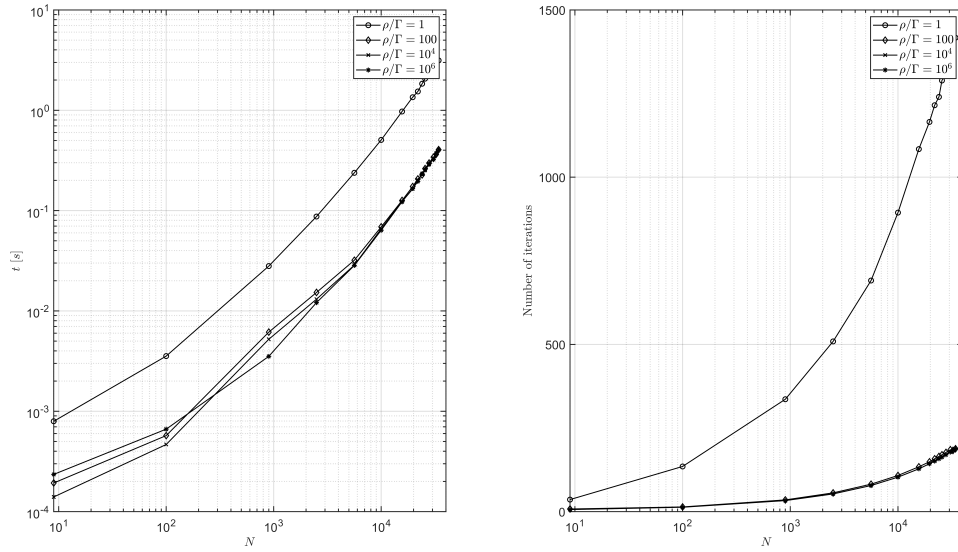 10^1
10^0
10^-1
10^-2
10^-3
10^-4
t [s]
10^1
10^2
10^3
10^4
N
ρ/Γ = 1
ρ/Γ = 100
ρ/Γ = 10^4
ρ/Γ = 10^6
1500
1000
500
0
Number of iterations
10^1
10^2
10^3
10^4
N
ρ/Γ = 1
ρ/Γ = 100
ρ/Γ = 10^4
ρ/Γ = 10^6